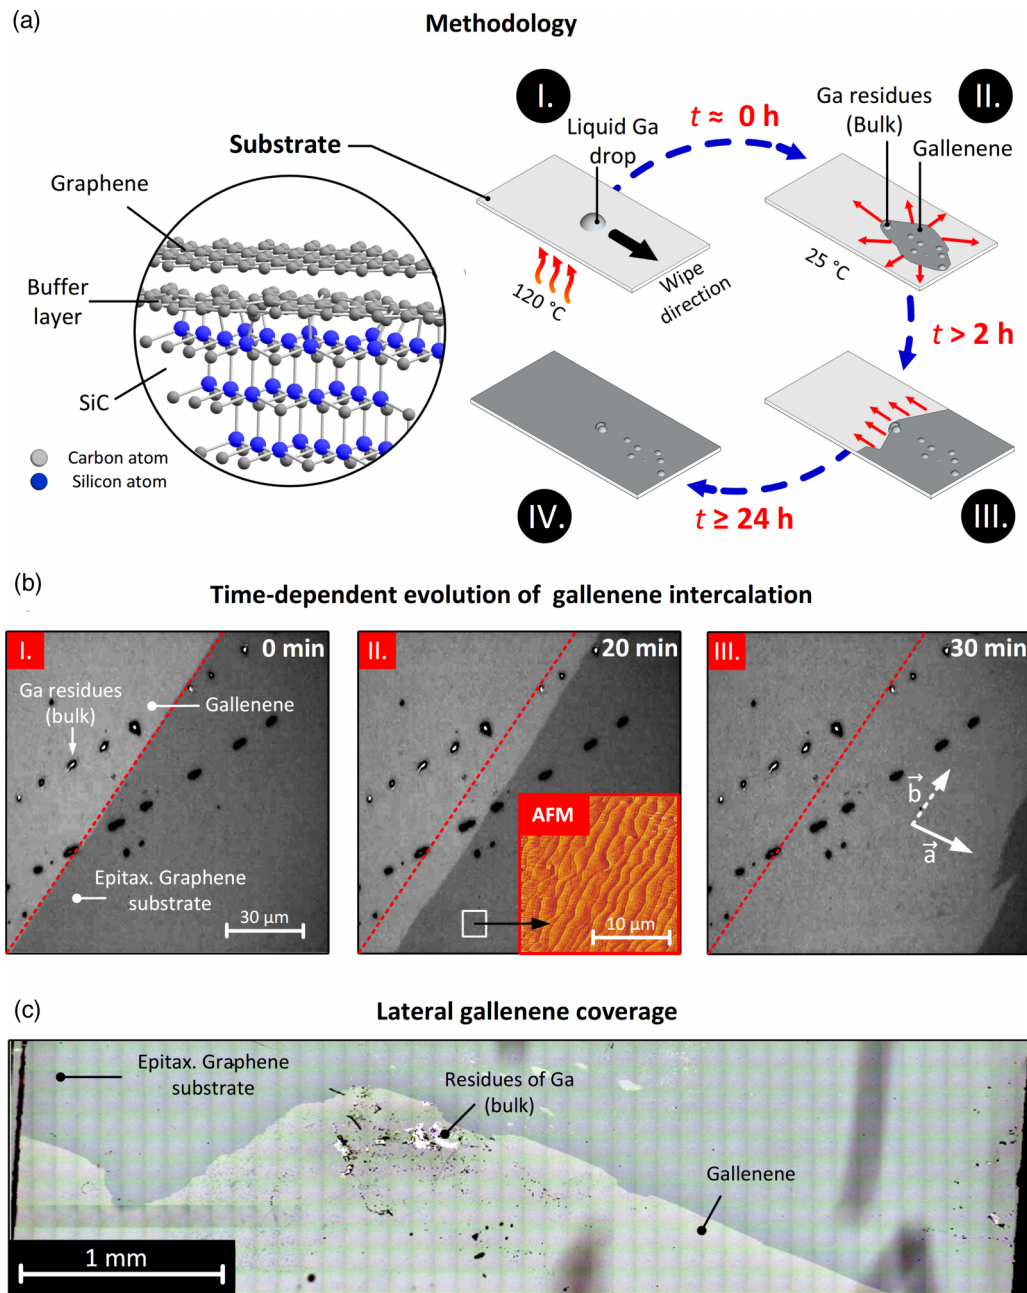 (a)
Methodology
I.
II.
t ≈ 0 h
Ga residues
(Bulk)
Gallenene
Liquid Ga
drop
Substrate
Graphene
Buffer
layer
SiC
Carbon atom
Silicon atom
120 °C
Wipe
direction
25 °C
t > 2 h
IV.
t ≥ 24 h
III.
(b)
Time-dependent evolution of gallenene intercalation
I.
0 min
Ga residues
(bulk)
Gallenene
Epitax. Graphene
substrate
30 µm
II.
20 min
AFM
10 µm
III.
30 min
b
a
(c)
Lateral gallenene coverage
Epitax. Graphene
substrate
Residues of Ga
(bulk)
Gallenene
1 mm